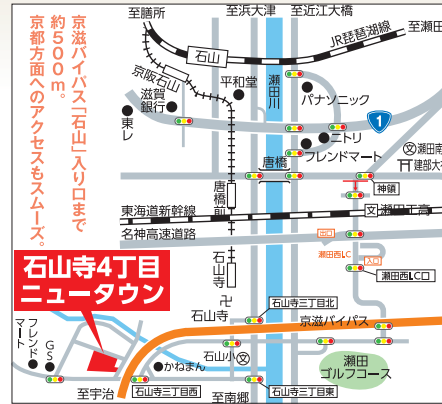 至膳所
至浜大津
至近江大橋
至瀬田
JR琵琶湖線
石山
京阪石山
滋賀
銀行
平和堂
瀬田川
パナソニック
東レ
ニトリ
フレンドマート
1
唐橋
瀬田南
建部大
神領
唐橋前
東海道新幹線
瀬田工高
名神高速道路
出口
瀬田西I.C
入口
瀬田西I.C口
石山寺
石山寺
石山寺三丁目北
京滋バイパス
石山小
瀬田
ゴルフコース
京滋バイパス「石山」入り口まで
約500m。
京都方面へのアクセスもスムーズ。
石山寺4丁目
ニュータウン
フレンド
マート
GS
かねまん
至宇治
石山寺三丁目西
至南郷
石山寺三丁目東